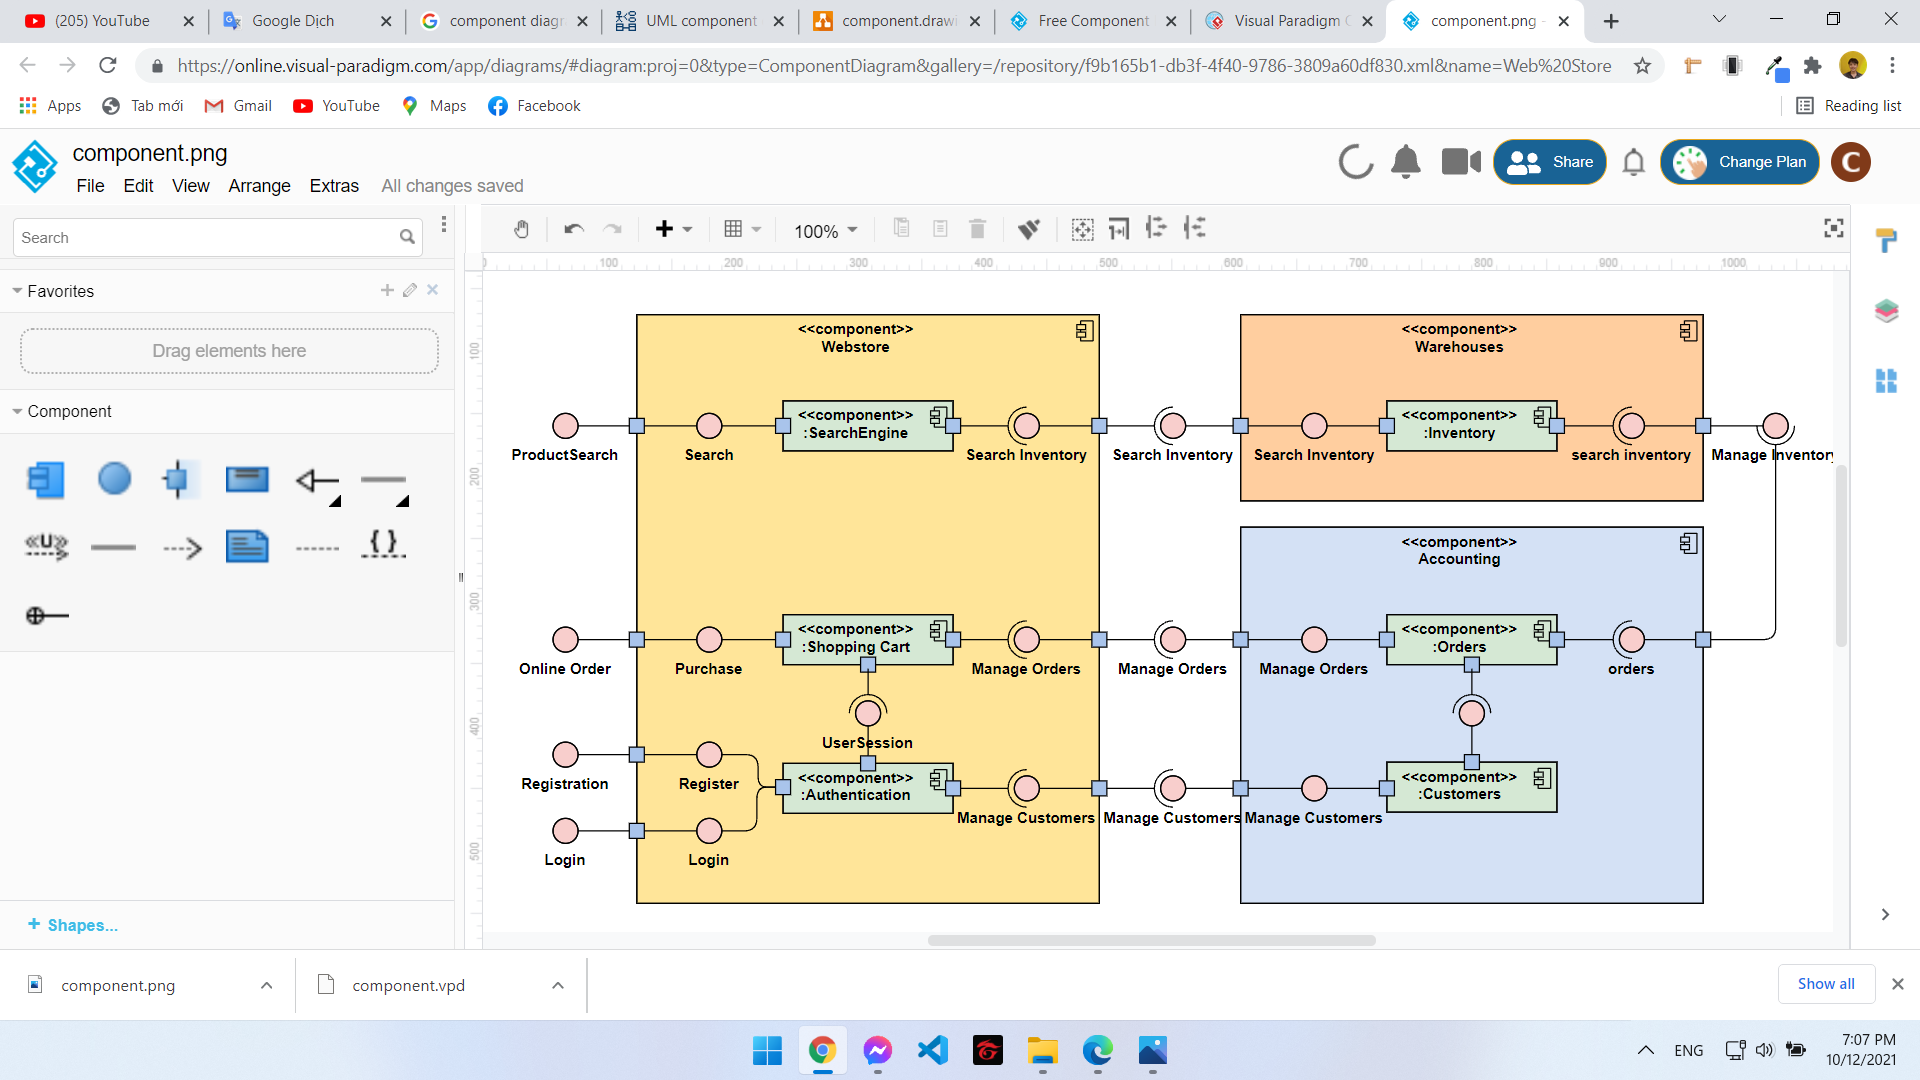 (205) YouTube
Google Dịch
component diagr
UML component
component.draw
Free Component
Visual Paradigm
component.png -
https://online.visual-paradigm.com/app/diagrams/#diagram:proj=0&type=ComponentDiagram&gallery=/repository/f9b165b1-db3f-4f40-9786-3809a60df830.xml&name=Web%20Store
Apps
Tab mới
Gmail
YouTube
Maps
Facebook
Reading list
component.png
File Edit View Arrange Extras All changes saved
Share
Change Plan
C
Search
100%
100 200 300 400 500 600 700 800 900 1000
100
200
300
400
500
Favorites
Drag elements here
Component
«U»
{ }
+ Shapes...
<<component>>
Webstore
<<component>>
Warehouses
<<component>>
:SearchEngine
<<component>>
:Inventory
ProductSearch
Search
Search Inventory
Search Inventory
Search Inventory
search inventory
Manage Inventory
<<component>>
Accounting
<<component>>
:Shopping Cart
<<component>>
:Orders
Online Order
Purchase
Manage Orders
Manage Orders
Manage Orders
orders
UserSession
Registration
Register
<<component>>
:Authentication
<<component>>
:Customers
Manage Customers
Manage Customers
Manage Customers
Login
Login
component.png
component.vpd
Show all
ENG
7:07 PM
10/12/2021